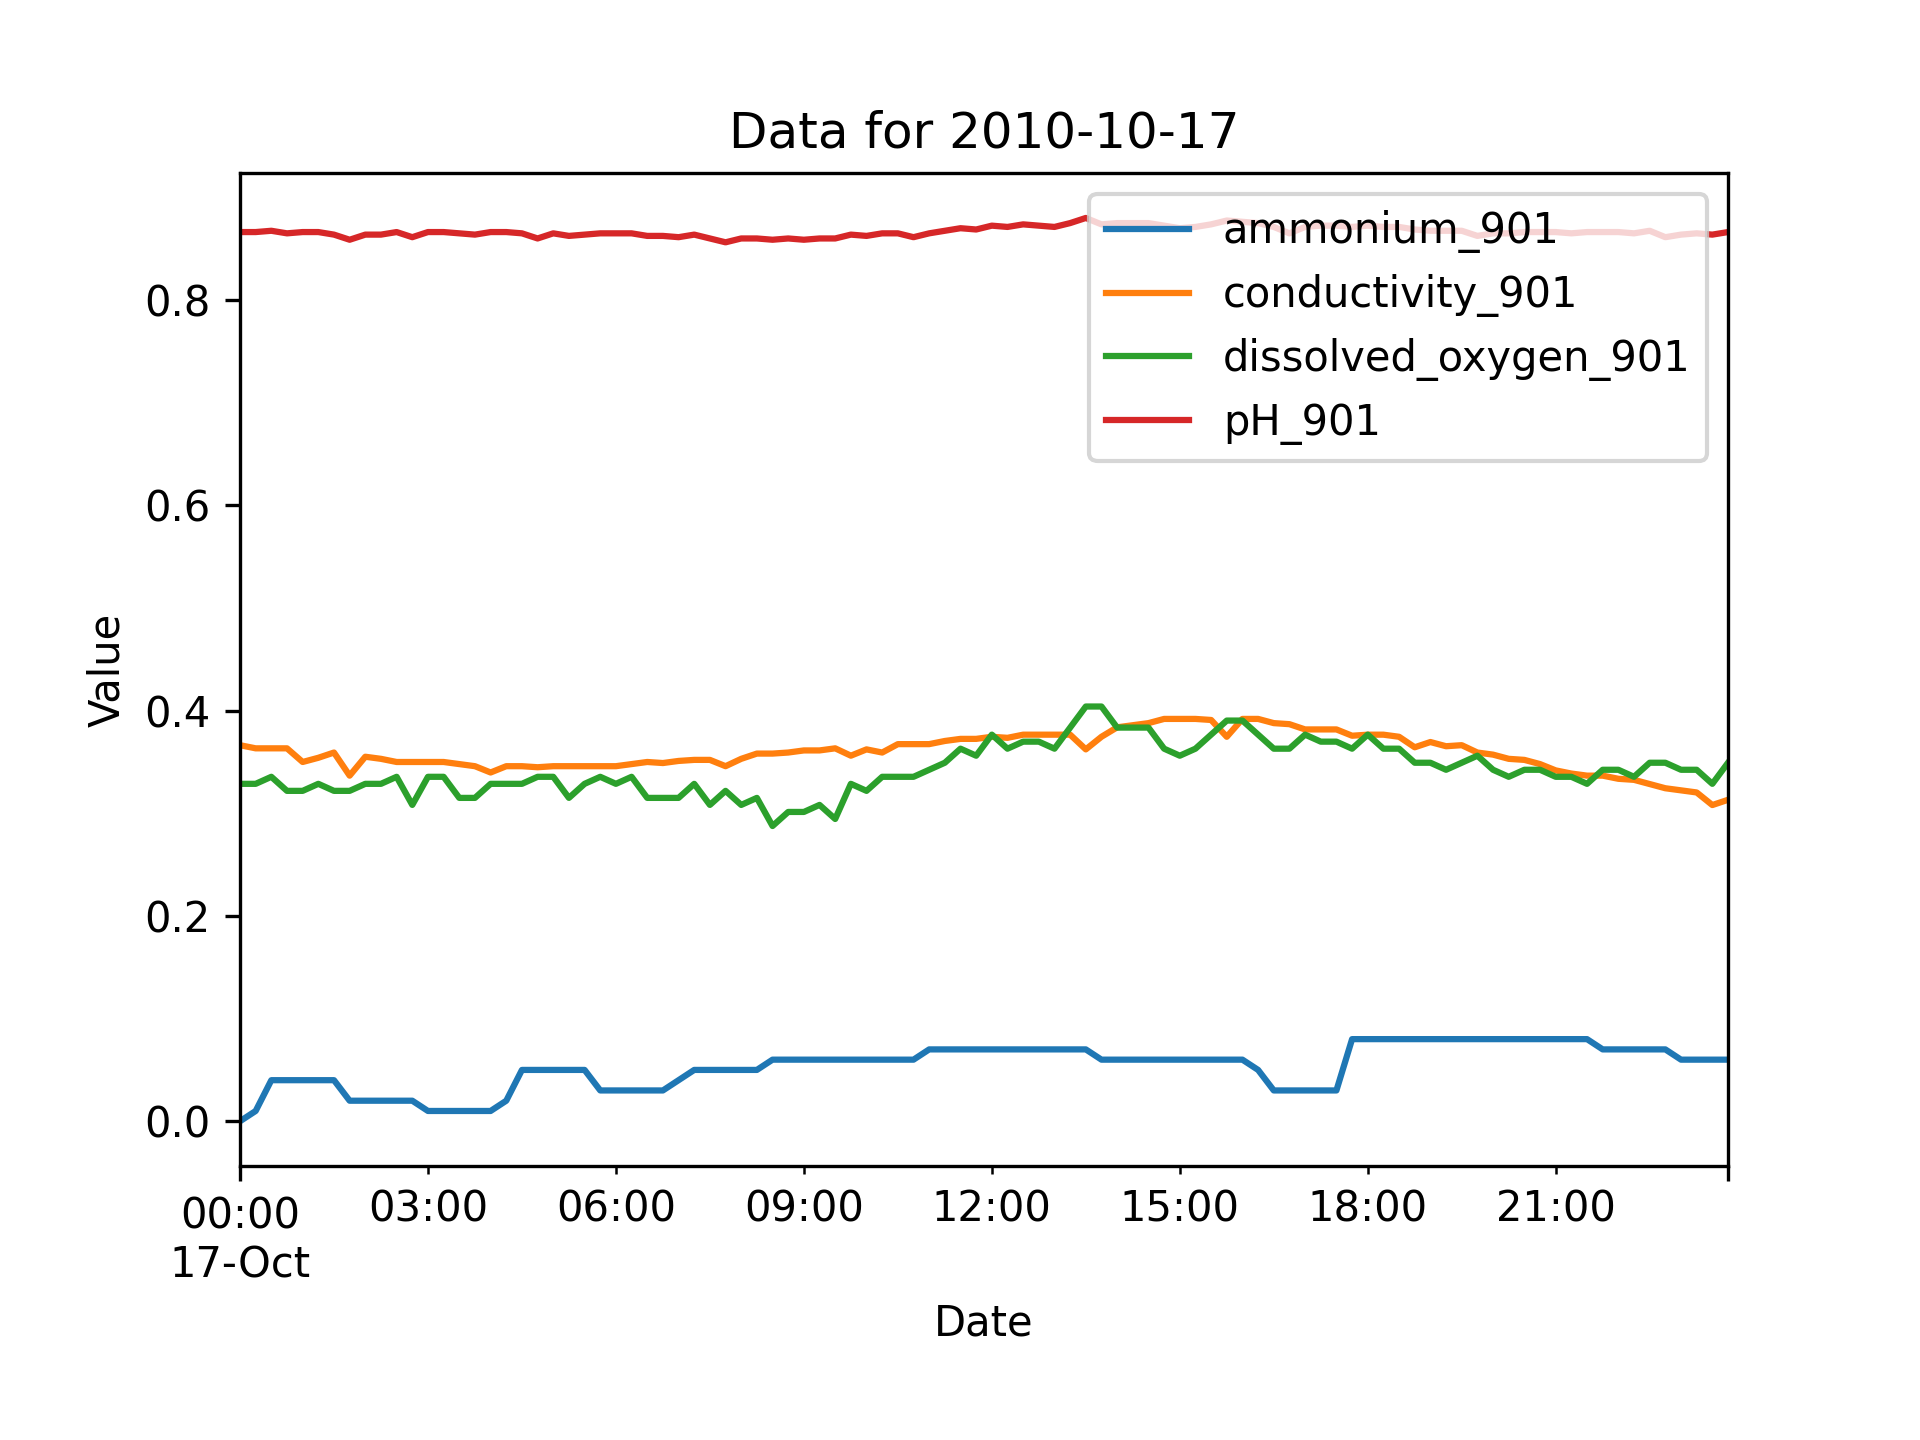 Data for 2010-10-17
ammonium_901
conductivity_901
dissolved_oxygen_901
pH_901
Value
0.8
0.6
0.4
0.2
0.0
00:00 03:00 06:00 09:00 12:00 15:00 18:00 21:00
17-Oct
Date